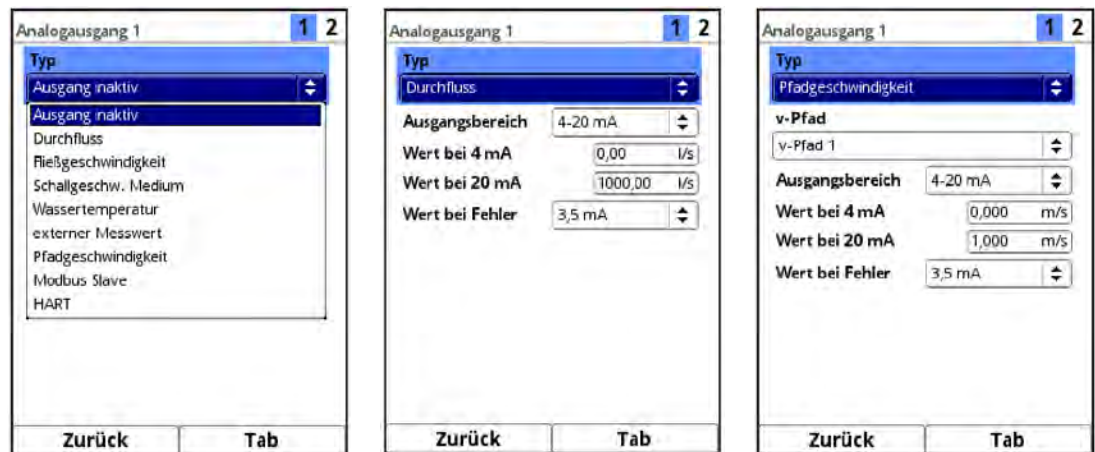 Analogausgang 1 1 2
Typ
Ausgang inaktiv
Ausgang inaktiv
Durchfluss
Fließgeschwindigkeit
Schallgeschw. Medium
Wassertemperatur
externer Messwert
Pfadgeschwindigkeit
Modbus Slave
HART
Zurück Tab
Analogausgang 1 1 2
Typ
Durchfluss
Ausgangsbereich 4-20 mA
Wert bei 4 mA 0,00 l/s
Wert bei 20 mA 1000,00 l/s
Wert bei Fehler 3,5 mA
Zurück Tab
Analogausgang 1 1 2
Typ
Pfadgeschwindigkeit
v-Pfad
v-Pfad 1
Ausgangsbereich 4-20 mA
Wert bei 4 mA 0,000 m/s
Wert bei 20 mA 1,000 m/s
Wert bei Fehler 3,5 mA
Zurück Tab